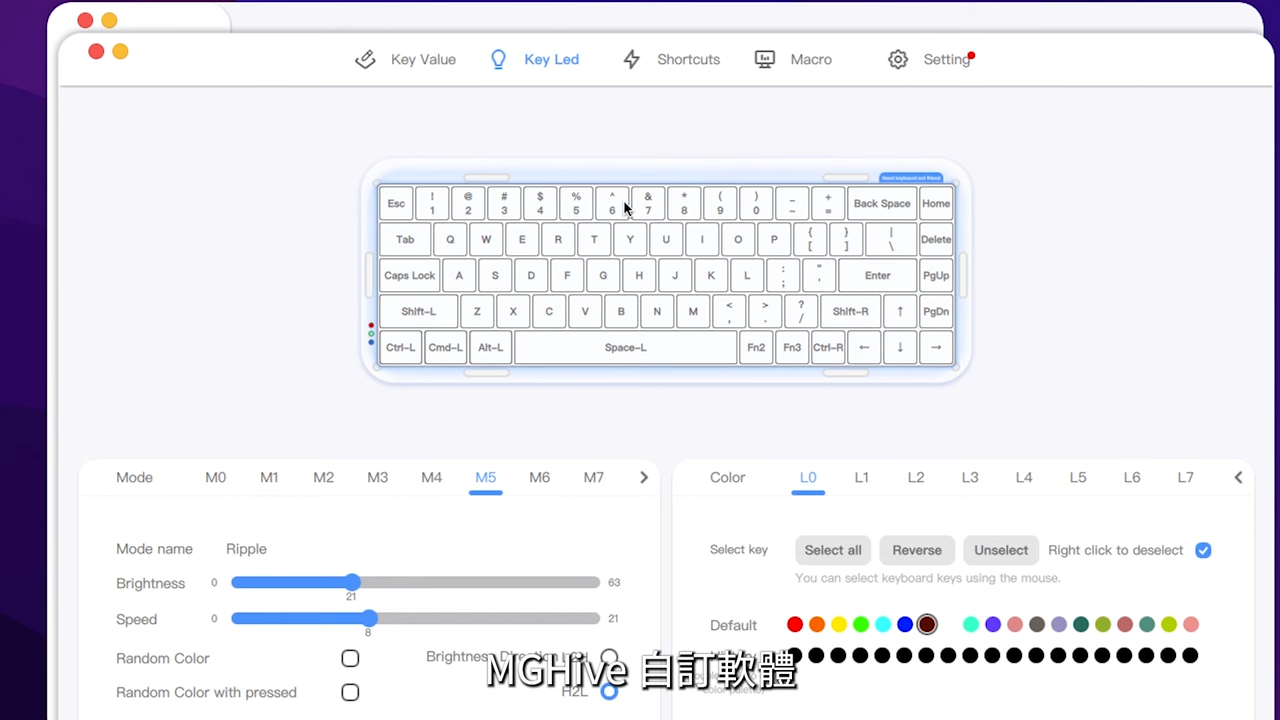 Key Value Key Led Shortcuts Macro Setting
Need keyboard not friend
Esc ! 1 @ 2 # 3 $ 4 % 5 ^ 6 & 7 * 8 ( 9 ) 0 _ – + = Back Space Home
Tab Q W E R T Y U I O P { [ } ] | \ Delete
Caps Lock A S D F G H J K L : ; " ' Enter PgUp
Shift-L Z X C V B N M < , > . ? / Shift-R ↑ PgDn
Ctrl-L Cmd-L Alt-L Space-L Fn2 Fn3 Ctrl-R ← ↓ →
Mode M0 M1 M2 M3 M4 M5 M6 M7
Color L0 L1 L2 L3 L4 L5 L6 L7
Mode name Ripple
Brightness 0 63
21
Speed 0 21
8
Random Color
Random Color with pressed
H2L
Select key Select all Reverse Unselect Right click to deselect
You can select keyboard keys using the mouse.
Default
MGHive 自訂軟體